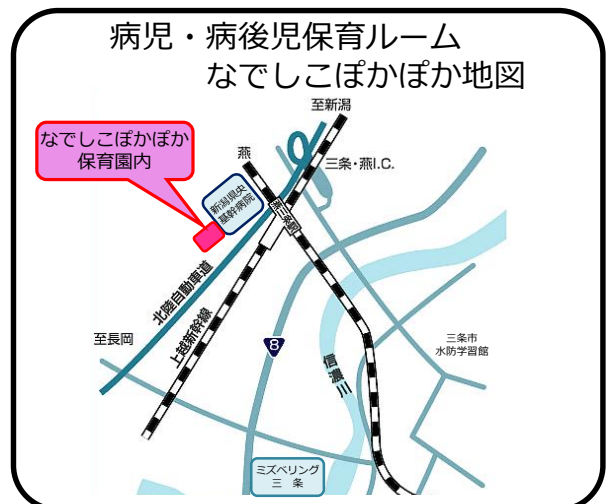 病児・病後児保育ルーム
なでしこぽかぽか地図
至新潟
なでしこぽかぽか
保育園内
燕
三条・燕I.C.
新潟県央
基幹病院
燕三条駅
北陸自動車道
上越新幹線
至長岡
8
信濃川
三条市
水防学習館
ミズベリング
三　条